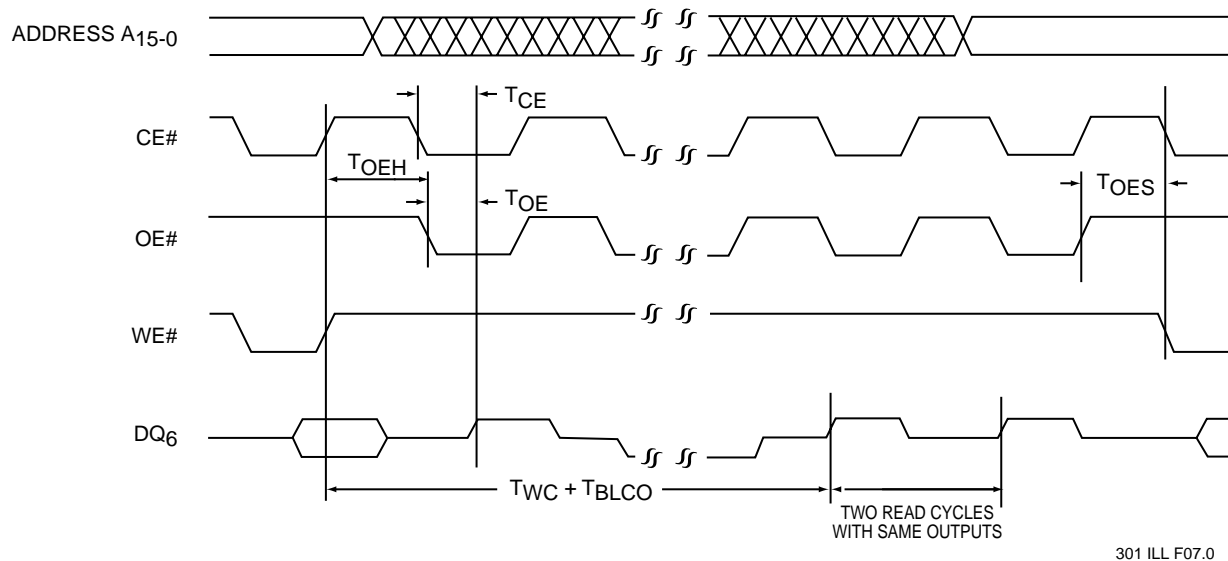 ADDRESS A15-0
TCE
CE#
TOEH
TOES
TOE
OE#
WE#
DQ6
TWC + TBLCO
TWO READ CYCLES
WITH SAME OUTPUTS
301 ILL F07.0